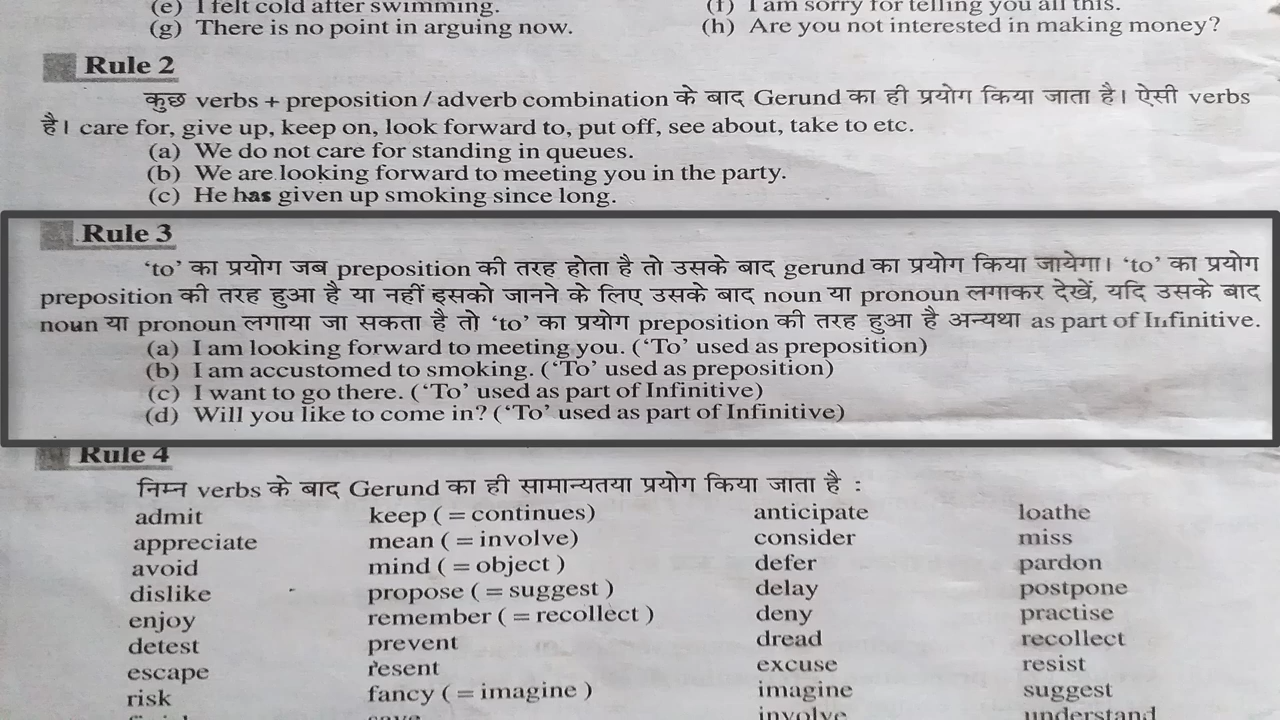 (e) I felt cold after swimming.
(f) I am sorry for telling you all this.
(g) There is no point in arguing now.
(h) Are you not interested in making money?
Rule 2
कुछ verbs + preposition / adverb combination के बाद Gerund का ही प्रयोग किया जाता है। ऐसी verbs
है। care for, give up, keep on, look forward to, put off, see about, take to etc.
(a) We do not care for standing in queues.
(b) We are looking forward to meeting you in the party.
(c) He has given up smoking since long.
Rule 3
‘to’ का प्रयोग जब preposition की तरह होता है तो उसके बाद gerund का प्रयोग किया जायेगा। ‘to’ का प्रयोग
preposition की तरह हुआ है या नहीं इसको जानने के लिए उसके बाद noun या pronoun लगाकर देखें, यदि उसके बाद
noun या pronoun लगाया जा सकता है तो ‘to’ का प्रयोग preposition की तरह हुआ है अन्यथा as part of Infinitive.
(a) I am looking forward to meeting you. (‘To’ used as preposition)
(b) I am accustomed to smoking. (‘To’ used as preposition)
(c) I want to go there. (‘To’ used as part of Infinitive)
(d) Will you like to come in? (‘To’ used as part of Infinitive)
Rule 4
निम्न verbs के बाद Gerund का ही सामान्यतया प्रयोग किया जाता है :
admit keep ( = continues) anticipate loathe
appreciate mean ( = involve) consider miss
avoid mind ( = object ) defer pardon
dislike propose ( = suggest ) delay postpone
enjoy remember ( = recollect ) deny practise
detest prevent dread recollect
escape resent excuse resist
risk fancy ( = imagine ) imagine suggest
involve understand